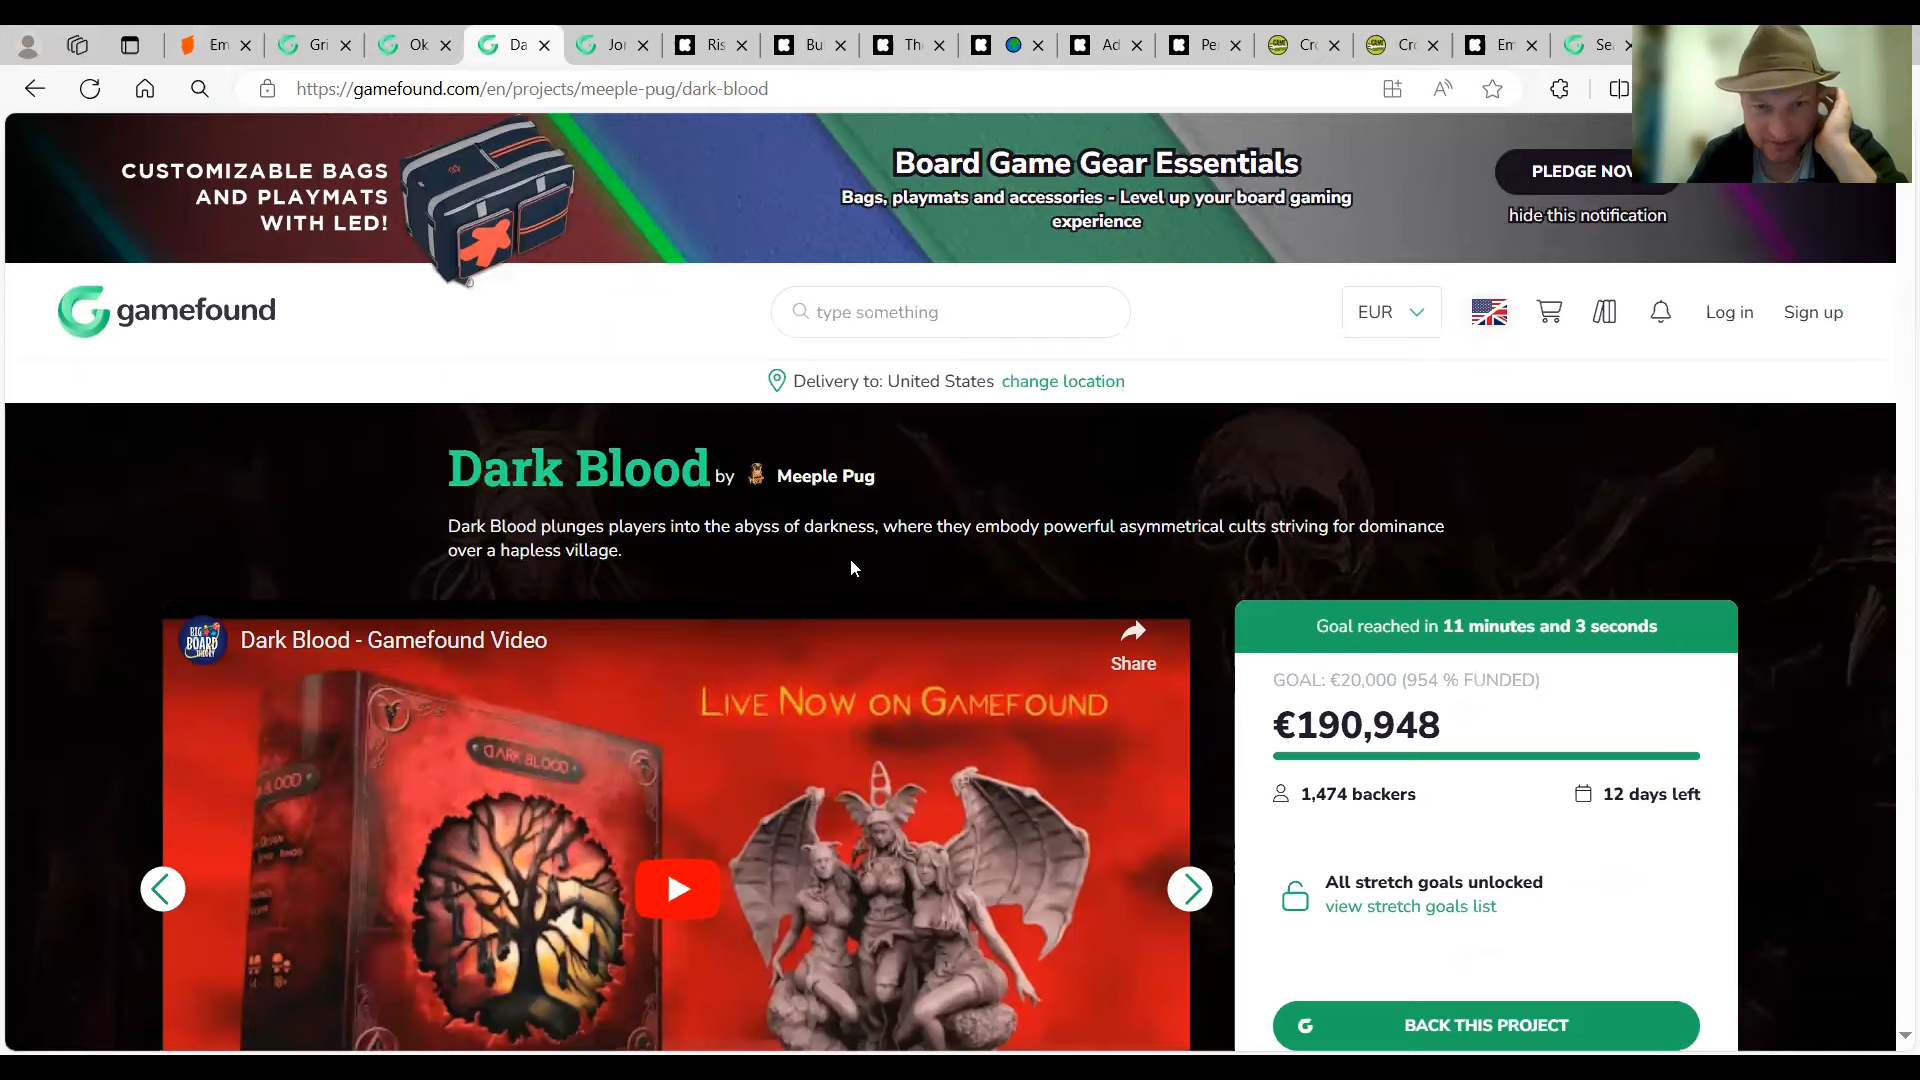 Em
Gri
Ok
Da
Jo
Ris
Bu
Th
Ad
Pe
Cr
Cr
Em
Se
https://gamefound.com/en/projects/meeple-pug/dark-blood
CUSTOMIZABLE BAGS
AND PLAYMATS
WITH LED!
Board Game Gear Essentials
Bags, playmats and accessories - Level up your board gaming
experience
PLEDGE NOW
hide this notification
gamefound
type something
EUR
Log in
Sign up
Delivery to: United States change location
Dark Blood by Meeple Pug
Dark Blood plunges players into the abyss of darkness, where they embody powerful asymmetrical cults striving for dominance
over a hapless village.
BIG
BOARD
Dark Blood - Gamefound Video
Share
LIVE NOW ON GAMEFOUND
DARK BLOOD
Goal reached in 11 minutes and 3 seconds
GOAL: €20,000 (954 % FUNDED)
€190,948
1,474 backers
12 days left
All stretch goals unlocked
view stretch goals list
BACK THIS PROJECT